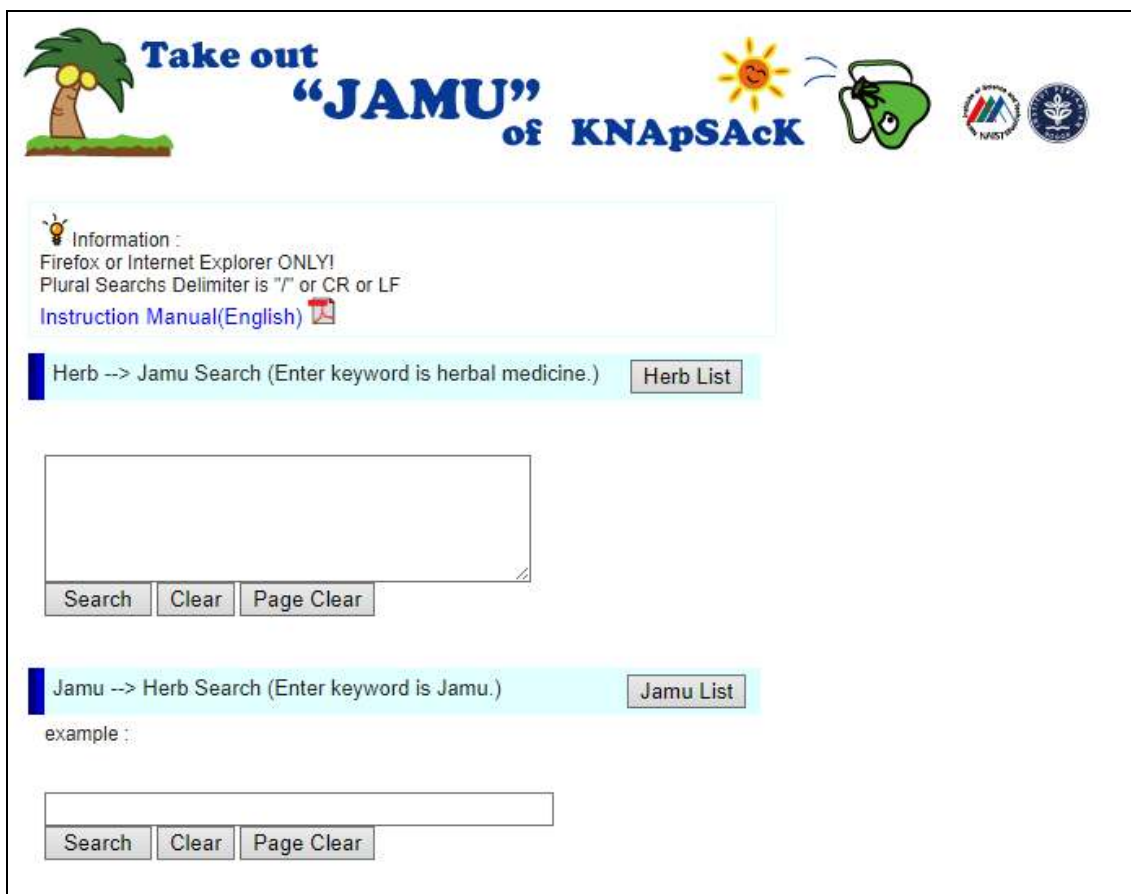 Take out
“JAMU”
of KNApSAcK
NAIST
Information :
Firefox or Internet Explorer ONLY!
Plural Searchs Delimiter is "/" or CR or LF
Instruction Manual(English)
Herb --> Jamu Search (Enter keyword is herbal medicine.) Herb List
Search Clear Page Clear
Jamu --> Herb Search (Enter keyword is Jamu.) Jamu List
example :
Search Clear Page Clear